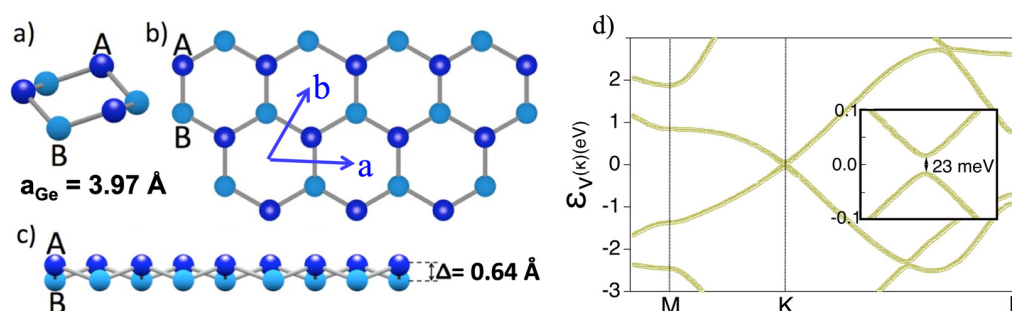 a)
A
B
a_Ge = 3.97 Å
b)
A
B
b
a
c)
A
B
Δ= 0.64 Å
d)
ε_V(κ)(eV)
2
1
0
-1
-2
-3
M
K
0.1
0.0
-0.1
23 meV